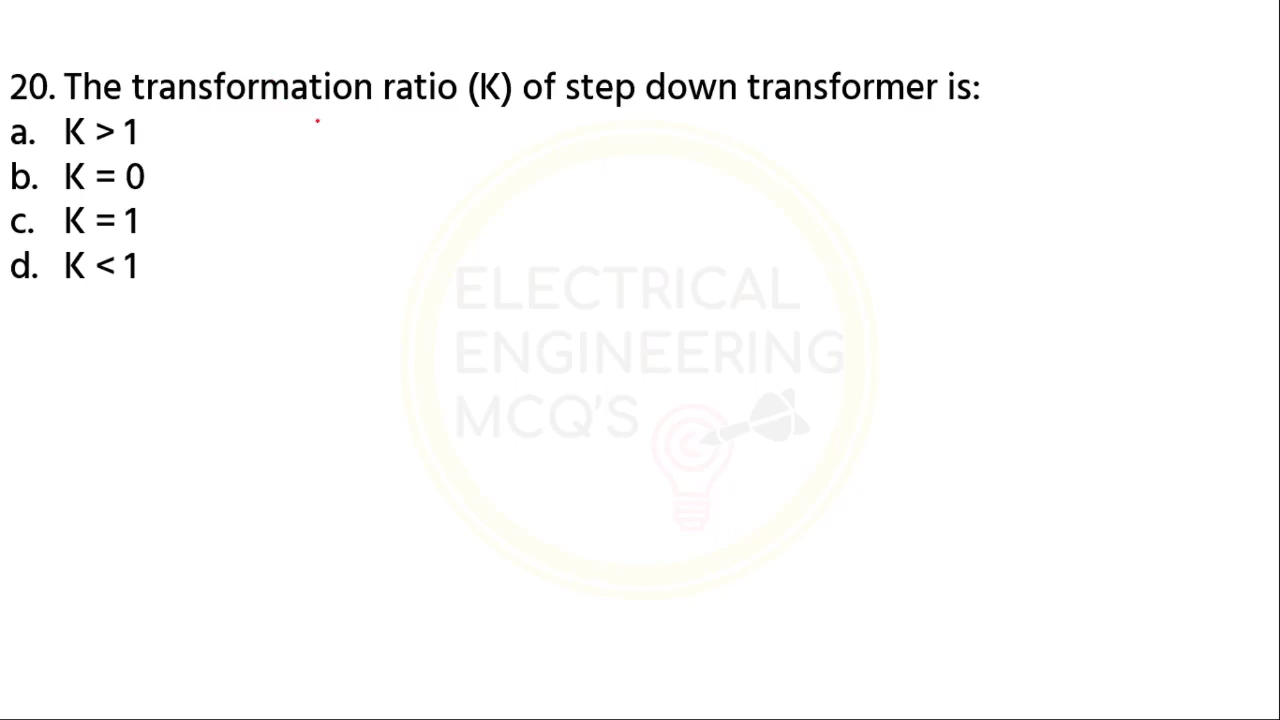 20. The transformation ratio (K) of step down transformer is:
a. K > 1
b. K = 0
c. K = 1
d. K < 1
ELECTRICAL
ENGINEERING
MCQ'S